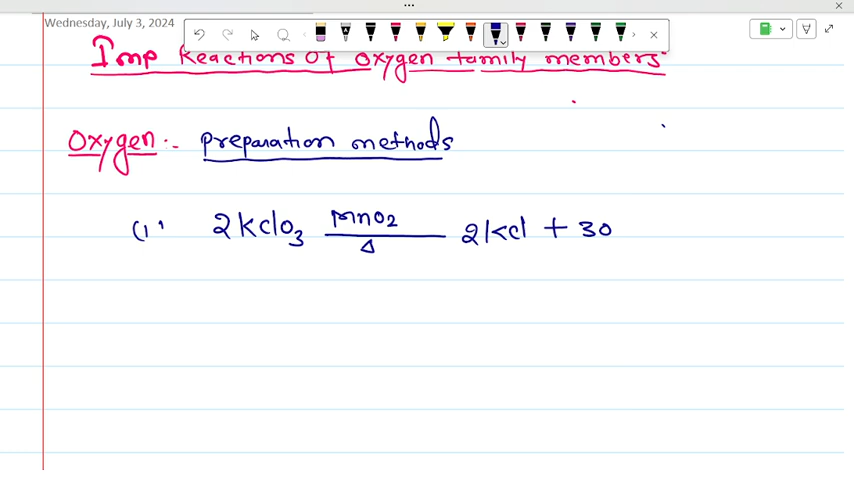 Wednesday, July 3, 2024
Imp Reactions Of Oxygen family members
Oxygen :- preparation methods
(1) 2KClO3 MnO2 Δ 2KCl + 3O